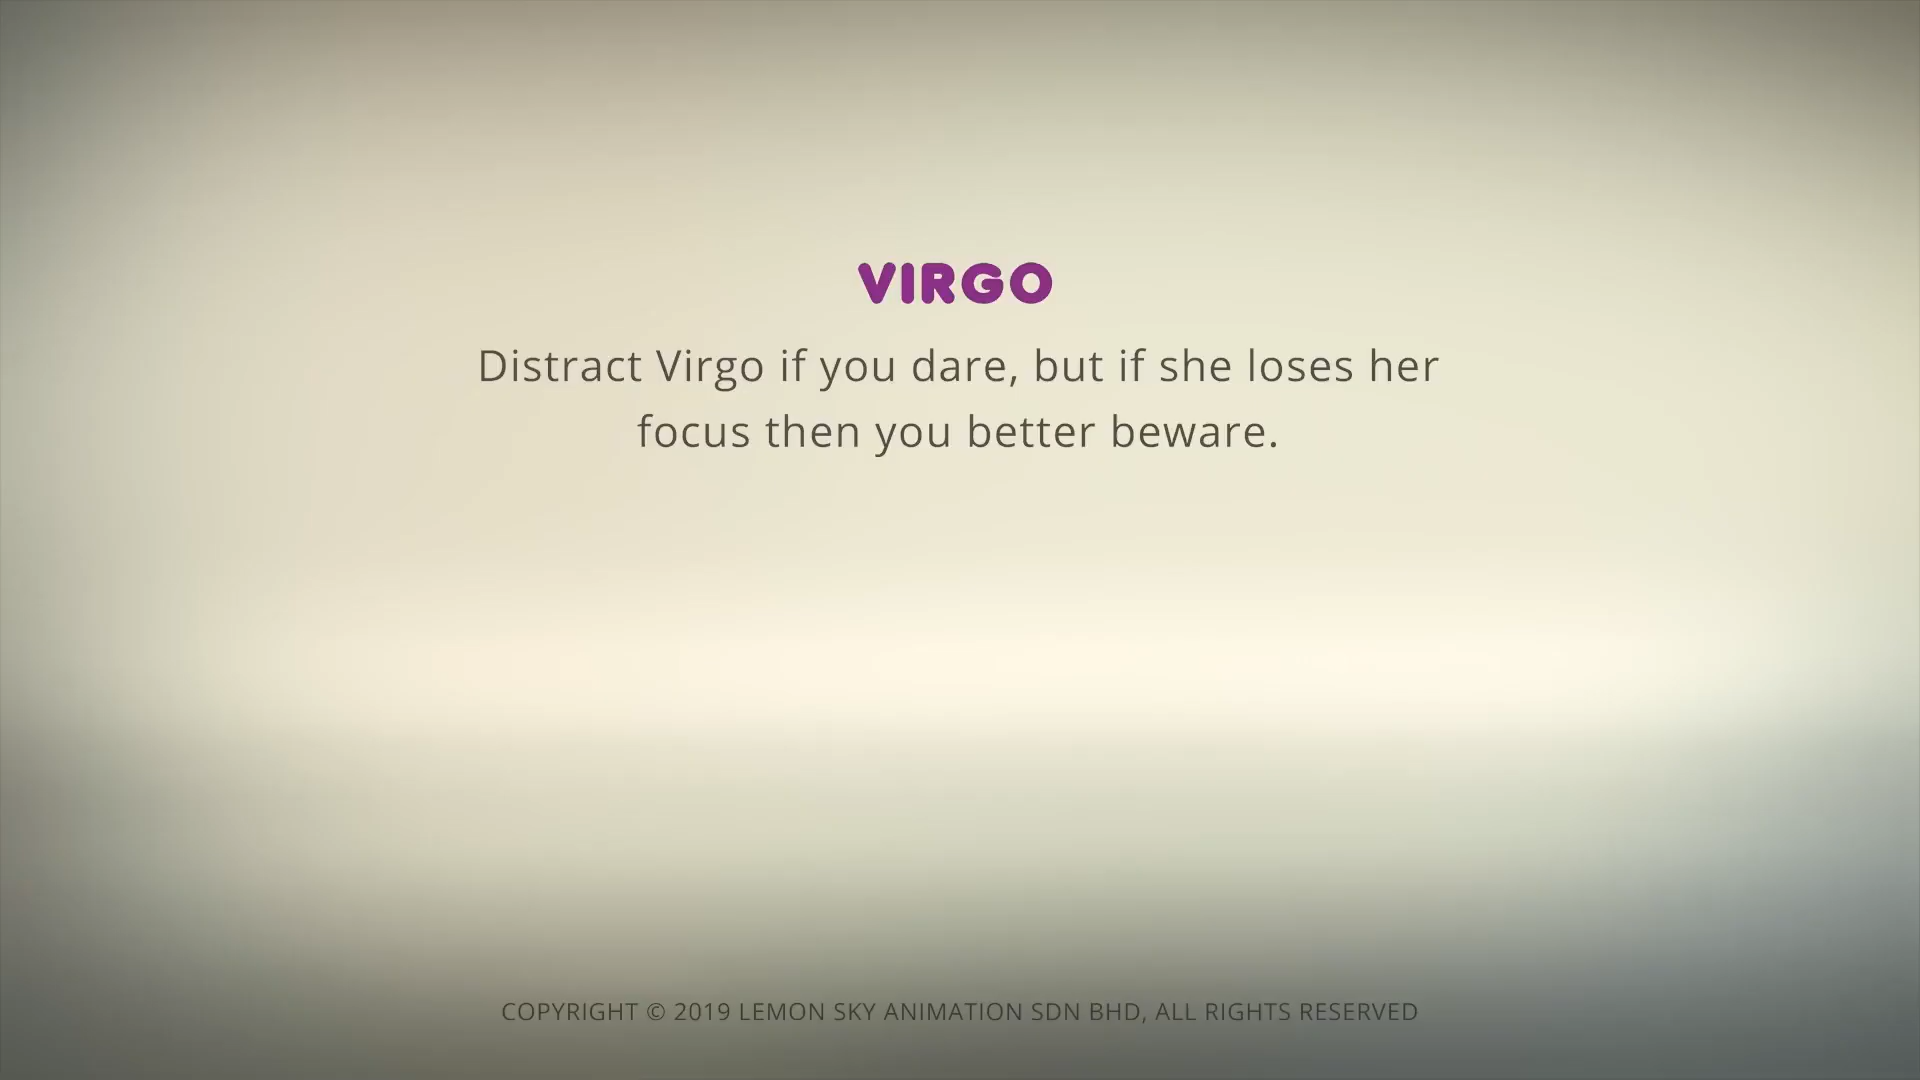 VIRGO
Distract Virgo if you dare, but if she loses her
focus then you better beware.
COPYRIGHT © 2019 LEMON SKY ANIMATION SDN BHD, ALL RIGHTS RESERVED